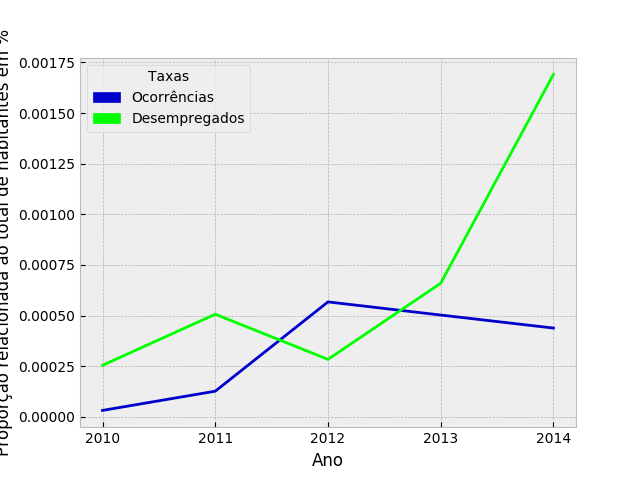 Proporção relacionada ao total de habitantes em %
0.00175
0.00150
0.00125
0.00100
0.00075
0.00050
0.00025
0.00000
Taxas
Ocorrências
Desempregados
2010 2011 2012 2013 2014
Ano